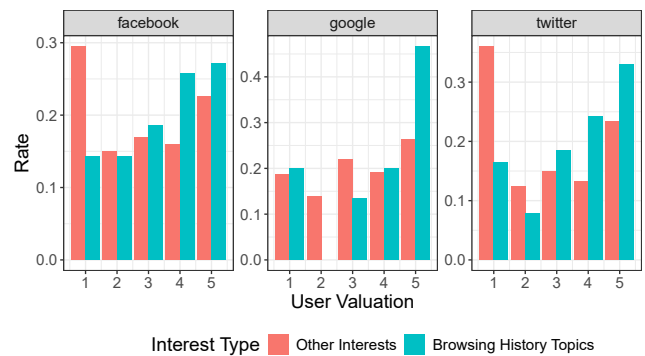 facebook
google
twitter
Rate
0.3
0.2
0.1
0.0
0.4
0.2
0.1
0.0
0.3
0.2
0.1
0.0
1 2 3 4 5
1 2 3 4 5
1 2 3 4 5
User Valuation
Interest Type Other Interests Browsing History Topics